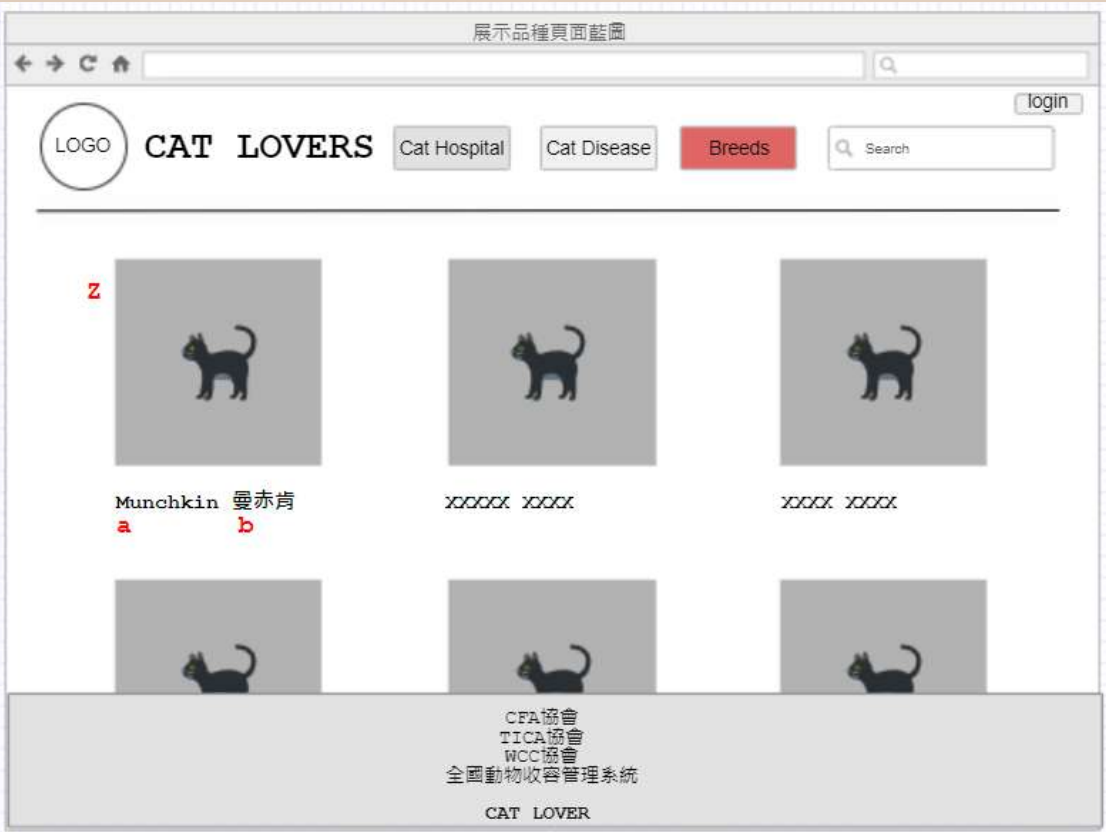 展示品種頁面藍圖
login
LOGO CAT LOVERS Cat Hospital Cat Disease Breeds Search
Z
Munchkin 曼赤肯 XXXXX XXXX XXXX XXXX
a b
CFA協會
TICA協會
WCC協會
全國動物收容管理系統
CAT LOVER